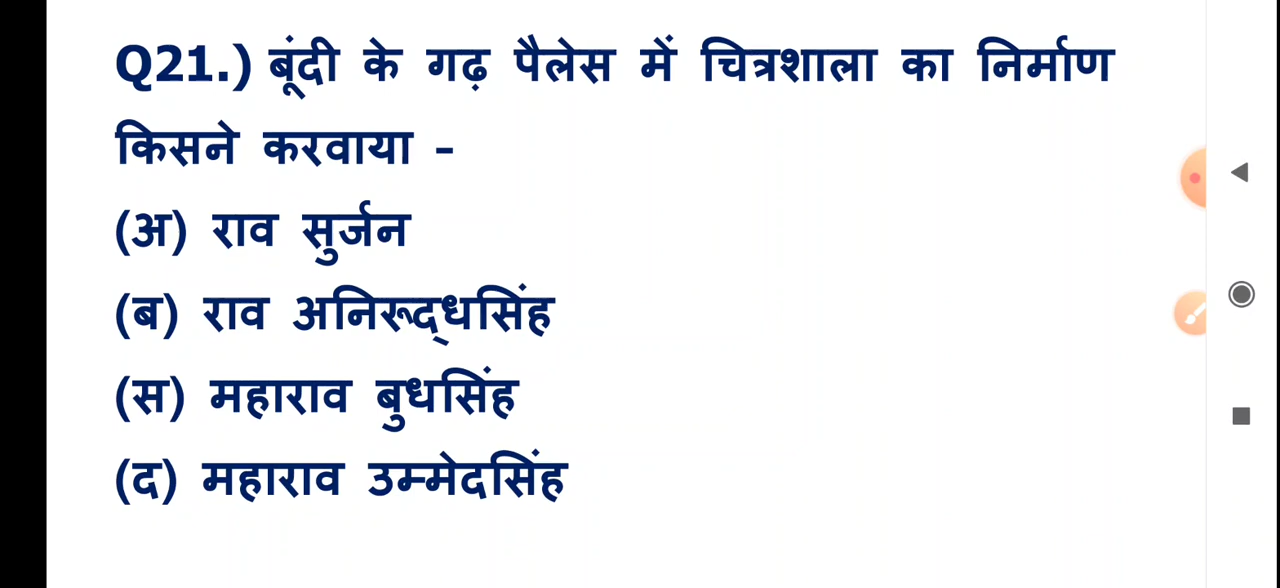 Q21.) बूंदी के गढ़ पैलेस में चित्रशाला का निर्माण
किसने करवाया -
(अ) राव सुर्जन
(ब) राव अनिरूद्धसिंह
(स) महाराव बुधसिंह
(द) महाराव उम्मेदसिंह